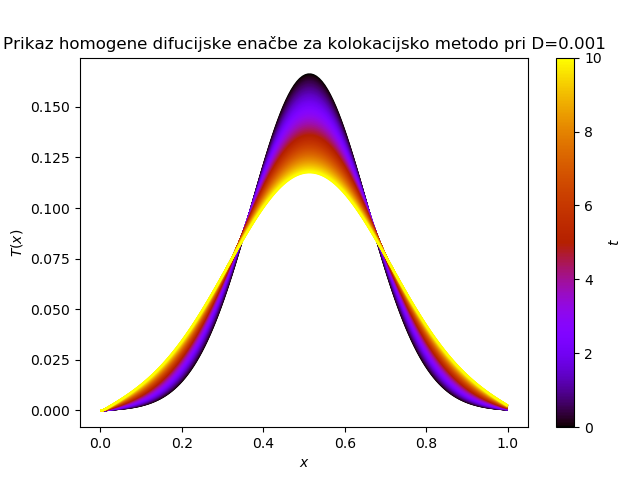 Prikaz homogene difucijske enačbe za kolokacijsko metodo pri D=0.001
0.150
0.125
0.100
0.075
0.050
0.025
0.000
T(x)
0.0 0.2 0.4 0.6 0.8 1.0
x
10
8
6
4
2
0
t